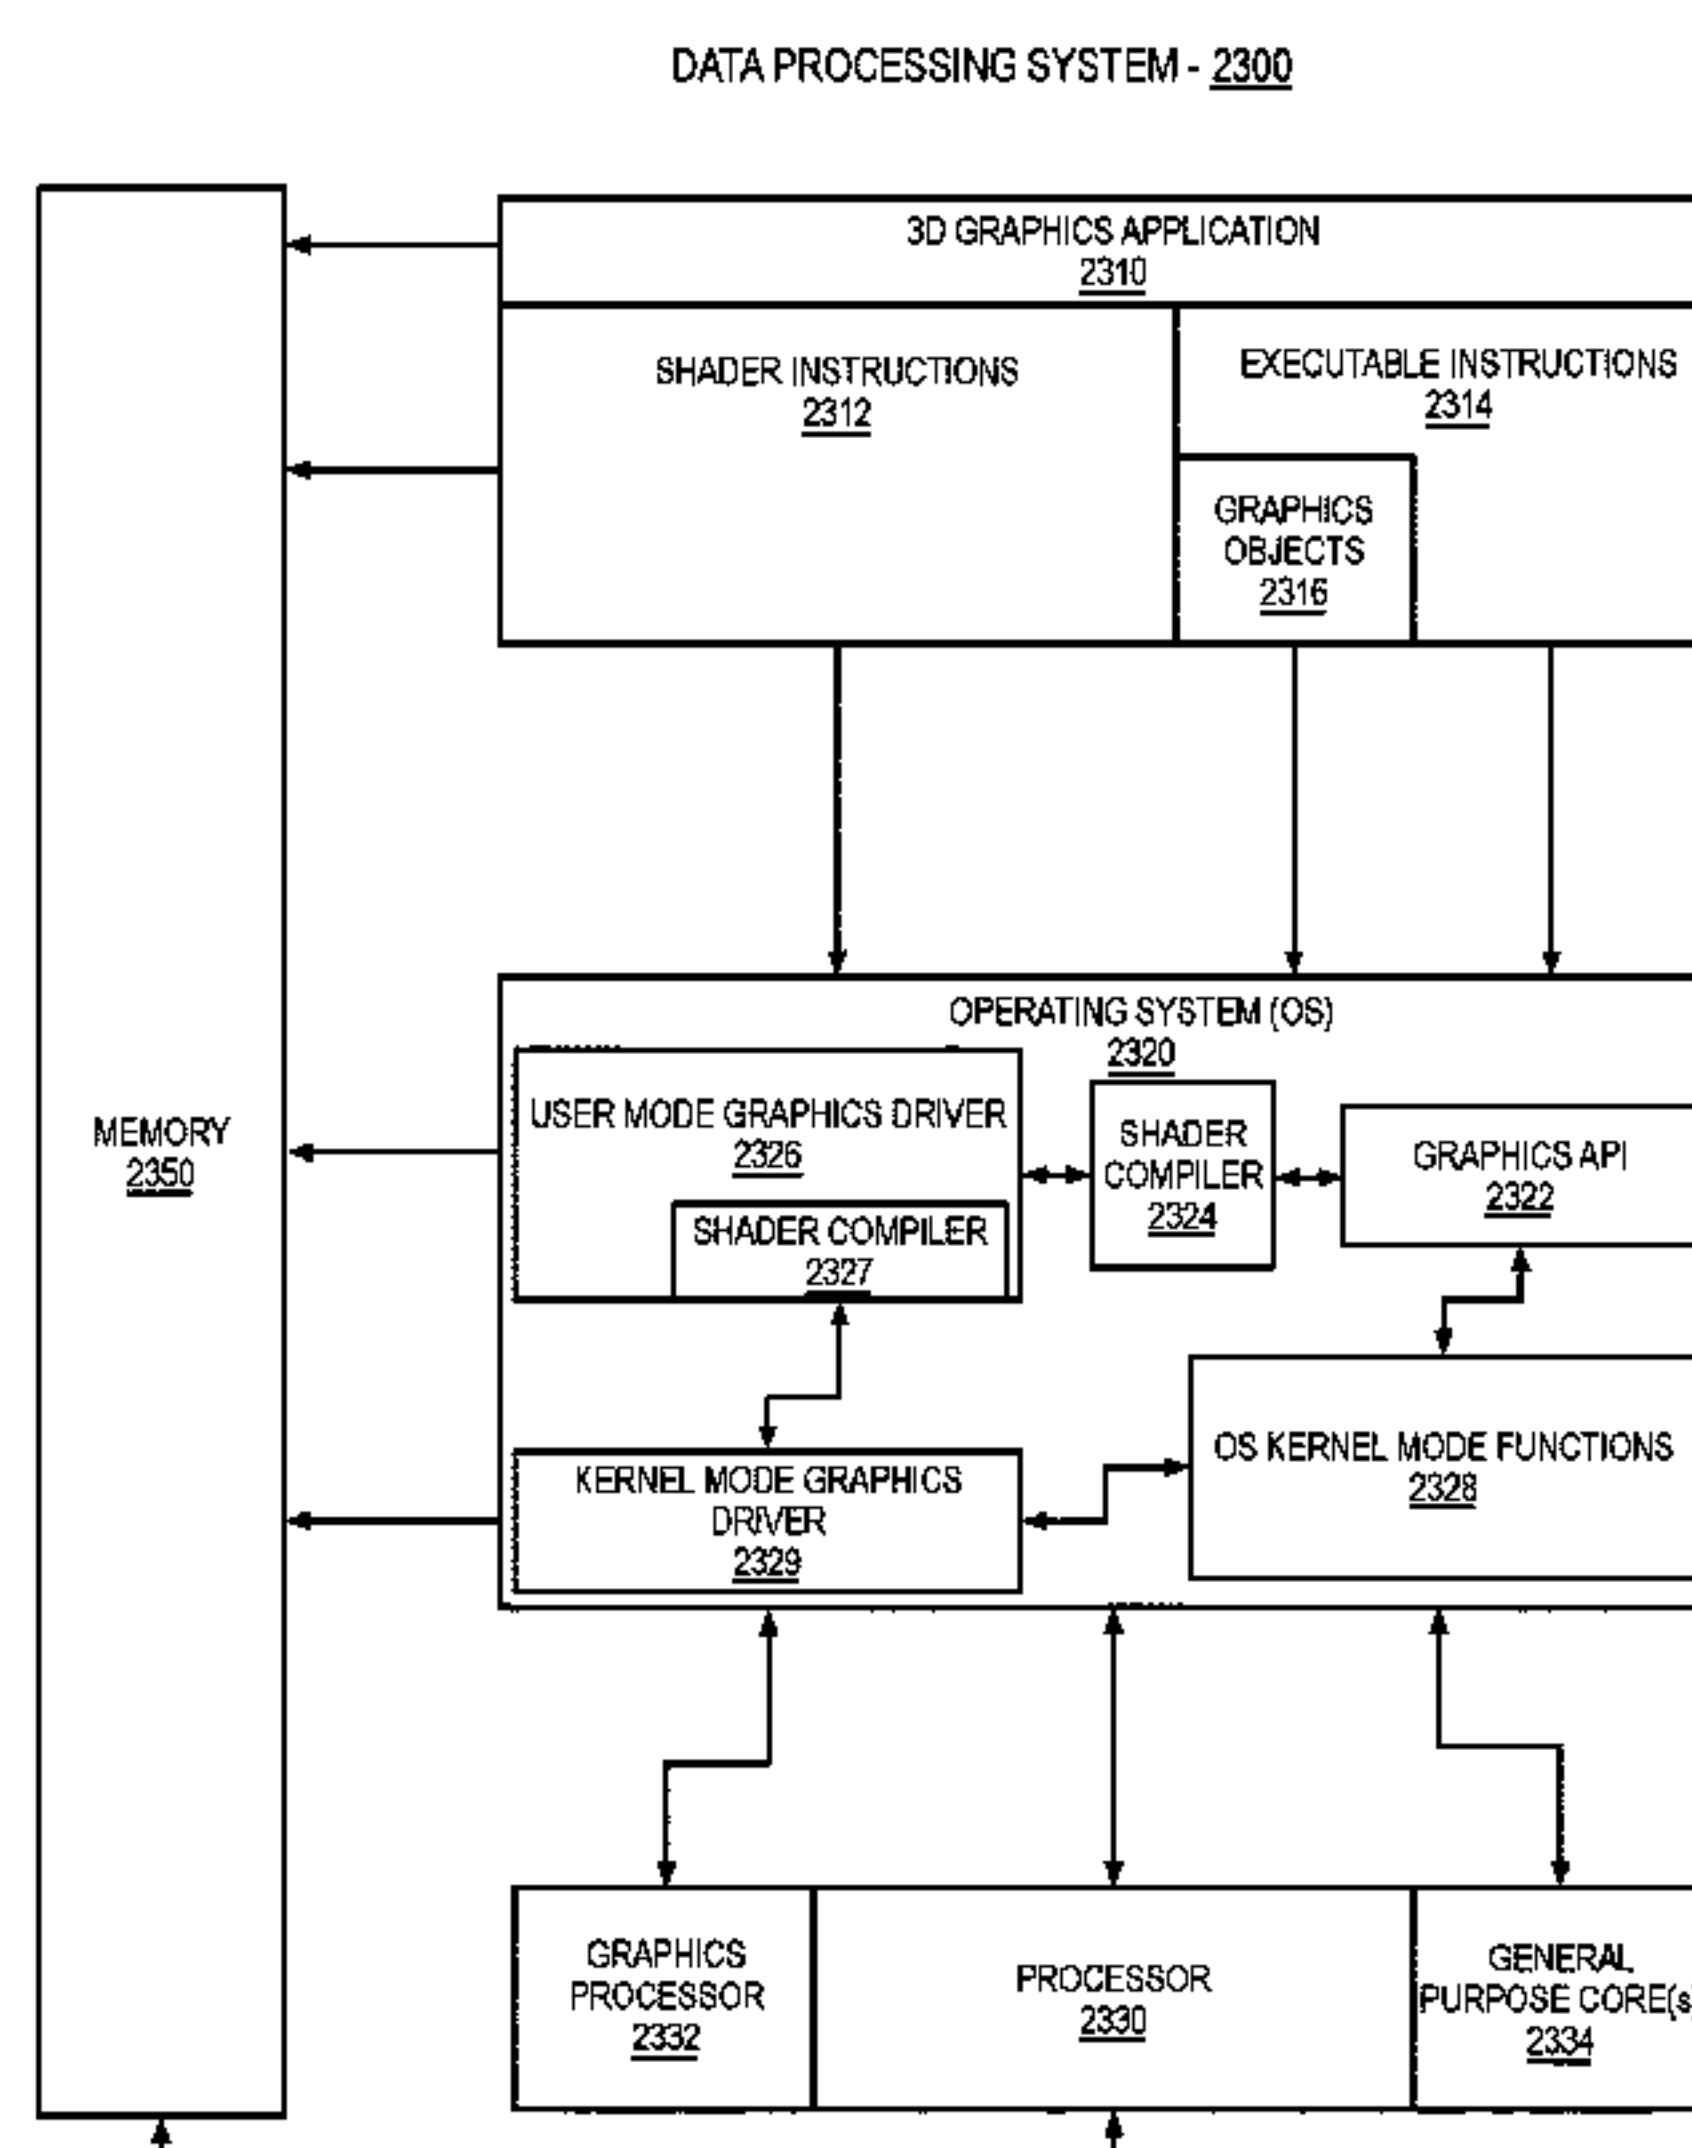 DATA PROCESSING SYSTEM - 2300
3D GRAPHICS APPLICATION
2310
SHADER INSTRUCTIONS
2312
EXECUTABLE INSTRUCTIONS
2314
GRAPHICS
OBJECTS
2316
MEMORY
2350
OPERATING SYSTEM (OS)
2320
USER MODE GRAPHICS DRIVER
2326
SHADER COMPILER
2327
SHADER
COMPILER
2324
GRAPHICS API
2322
KERNEL MODE GRAPHICS
DRIVER
2329
OS KERNEL MODE FUNCTIONS
2328
GRAPHICS
PROCESSOR
2332
PROCESSOR
2330
GENERAL
PURPOSE CORE(s)
2334